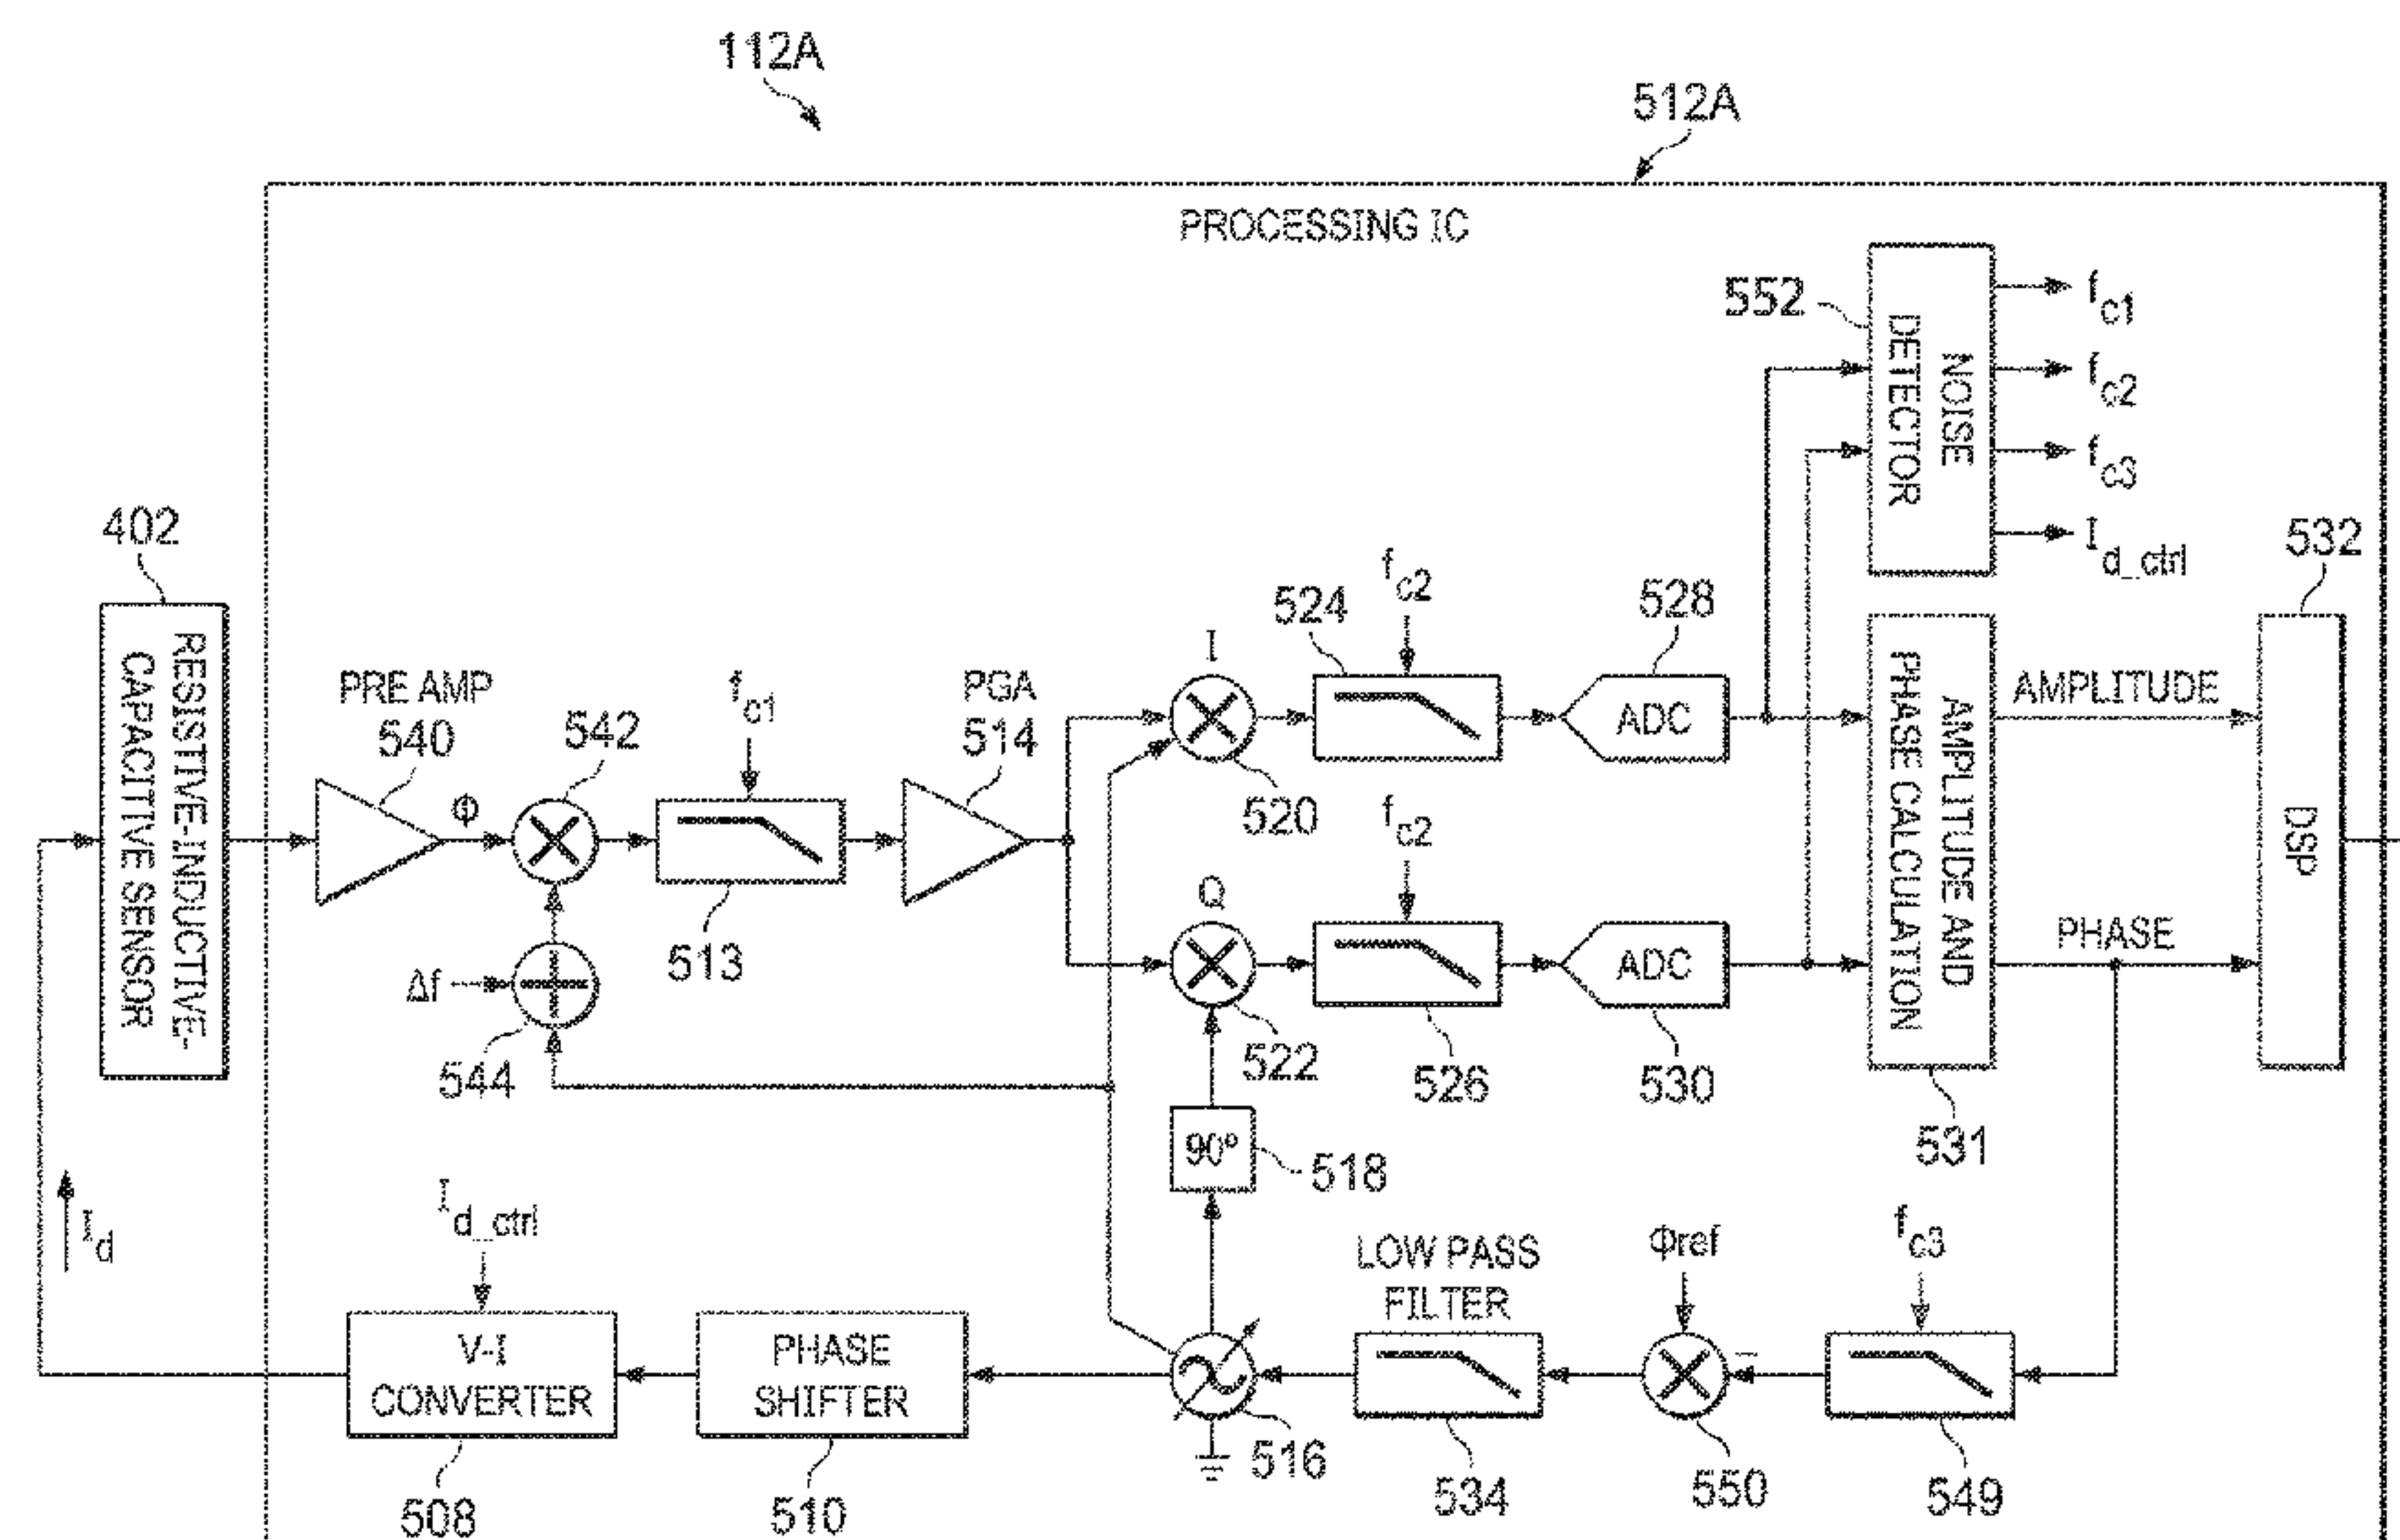 112A
512A
PROCESSING IC
552
NOISE
DETECTOR
fc1
fc2
fc3
Id_ctrl
402
RESISTIVE-INDUCTIVE-
CAPACITIVE SENSOR
PRE AMP
540
Φ
542
fc1
513
PGA
514
I
520
524
fc2
528
ADC
532
DSP
AMPLITUDE AND
PHASE CALCULATION
AMPLITUDE
PHASE
531
Δf
544
Q
522
fc2
526
ADC
530
90º
518
Id
Id_ctrl
V-I
CONVERTER
508
PHASE
SHIFTER
510
516
LOW PASS
FILTER
534
Φref
–
550
fc3
549